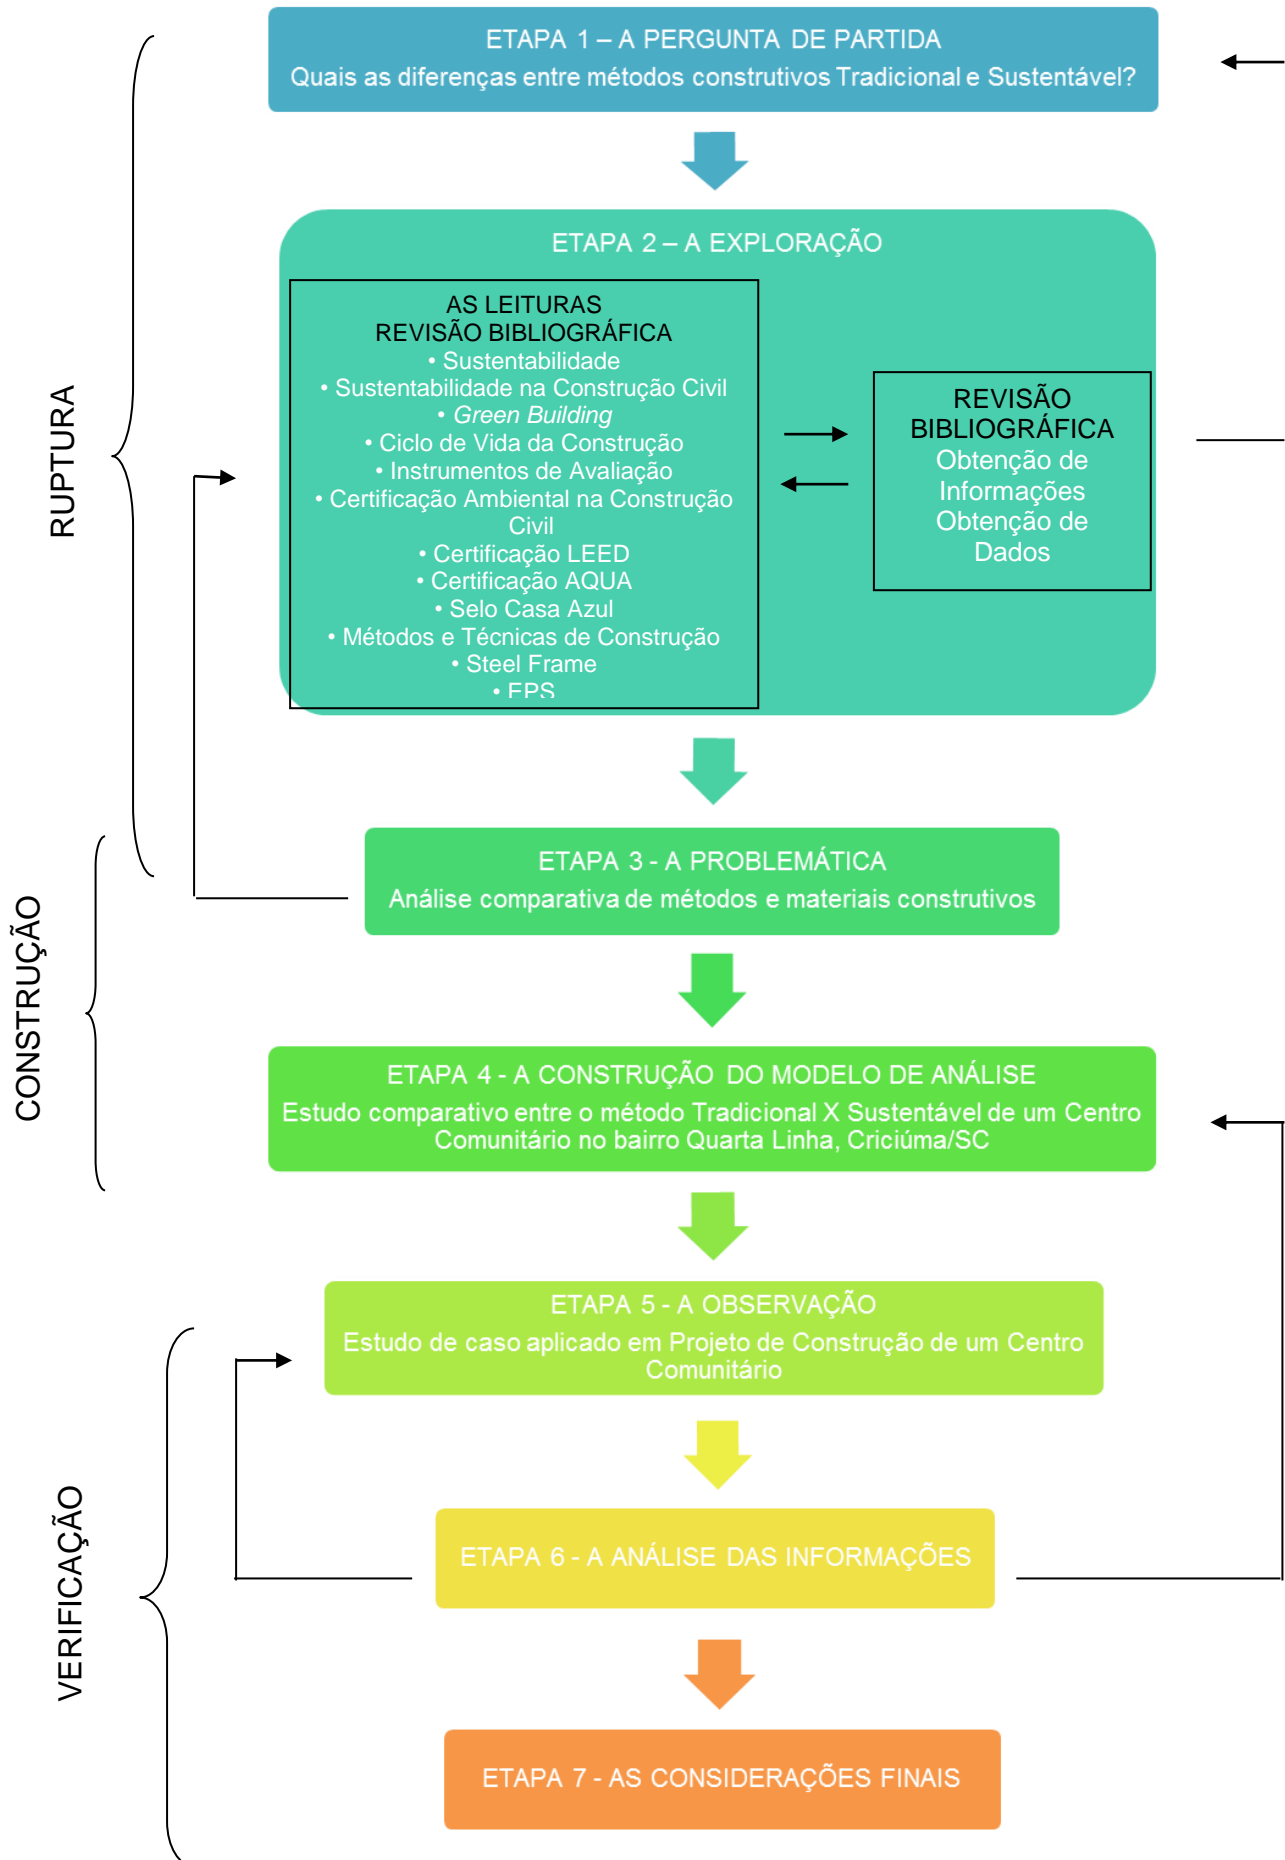 ETAPA 1 – A PERGUNTA DE PARTIDA
Quais as diferenças entre métodos construtivos Tradicional e Sustentável?
RUPTURA
ETAPA 2 – A EXPLORAÇÃO
AS LEITURAS
REVISÃO BIBLIOGRÁFICA
• Sustentabilidade
• Sustentabilidade na Construção Civil
• Green Building
• Ciclo de Vida da Construção
• Instrumentos de Avaliação
• Certificação Ambiental na Construção
Civil
• Certificação LEED
• Certificação AQUA
• Selo Casa Azul
• Métodos e Técnicas de Construção
• Steel Frame
• EPS
REVISÃO
BIBLIOGRÁFICA
Obtenção de
Informações
Obtenção de
Dados
CONSTRUÇÃO
ETAPA 3 - A PROBLEMÁTICA
Análise comparativa de métodos e materiais construtivos
ETAPA 4 - A CONSTRUÇÃO DO MODELO DE ANÁLISE
Estudo comparativo entre o método Tradicional X Sustentável de um Centro
Comunitário no bairro Quarta Linha, Criciúma/SC
VERIFICAÇÃO
ETAPA 5 - A OBSERVAÇÃO
Estudo de caso aplicado em Projeto de Construção de um Centro
Comunitário
ETAPA 6 - A ANÁLISE DAS INFORMAÇÕES
ETAPA 7 - AS CONSIDERAÇÕES FINAIS